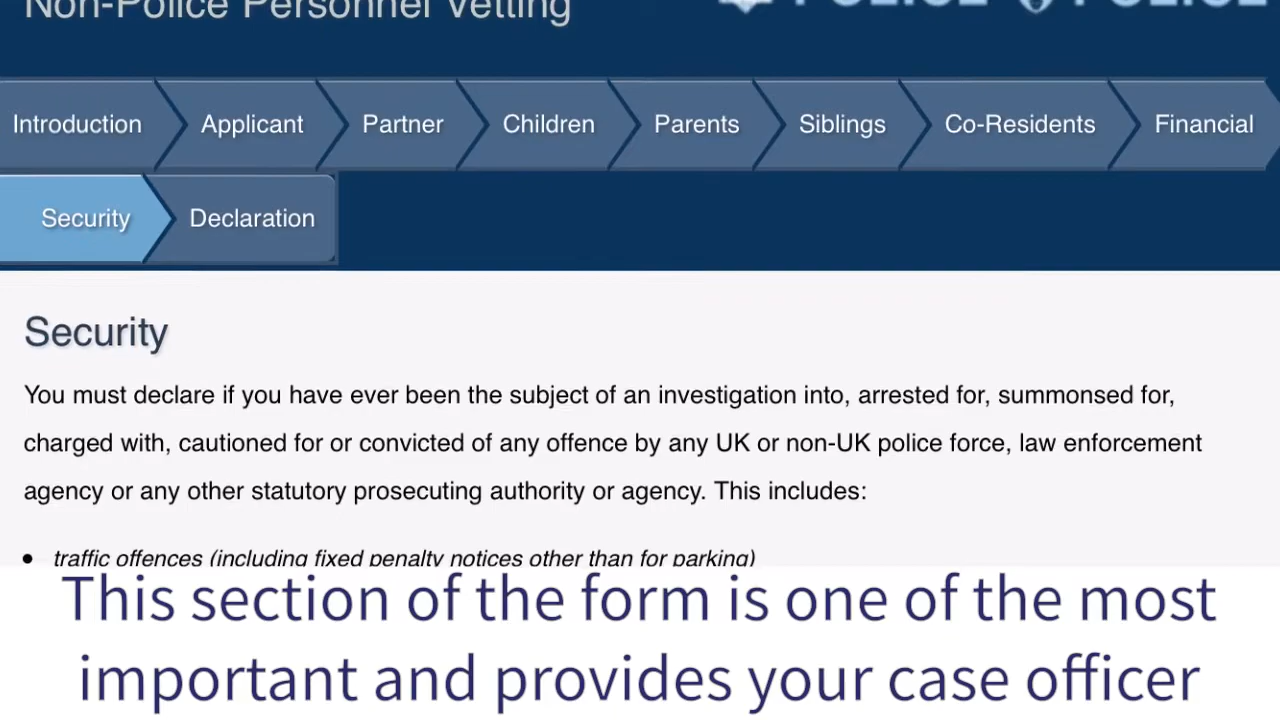 Non-Police Personnel Vetting
POLICE POLICE
Introduction Applicant Partner Children Parents Siblings Co-Residents Financial
Security Declaration
Security
You must declare if you have ever been the subject of an investigation into, arrested for, summonsed for,
charged with, cautioned for or convicted of any offence by any UK or non-UK police force, law enforcement
agency or any other statutory prosecuting authority or agency. This includes:
• traffic offences (including fixed penalty notices other than for parking)
This section of the form is one of the most
important and provides your case officer